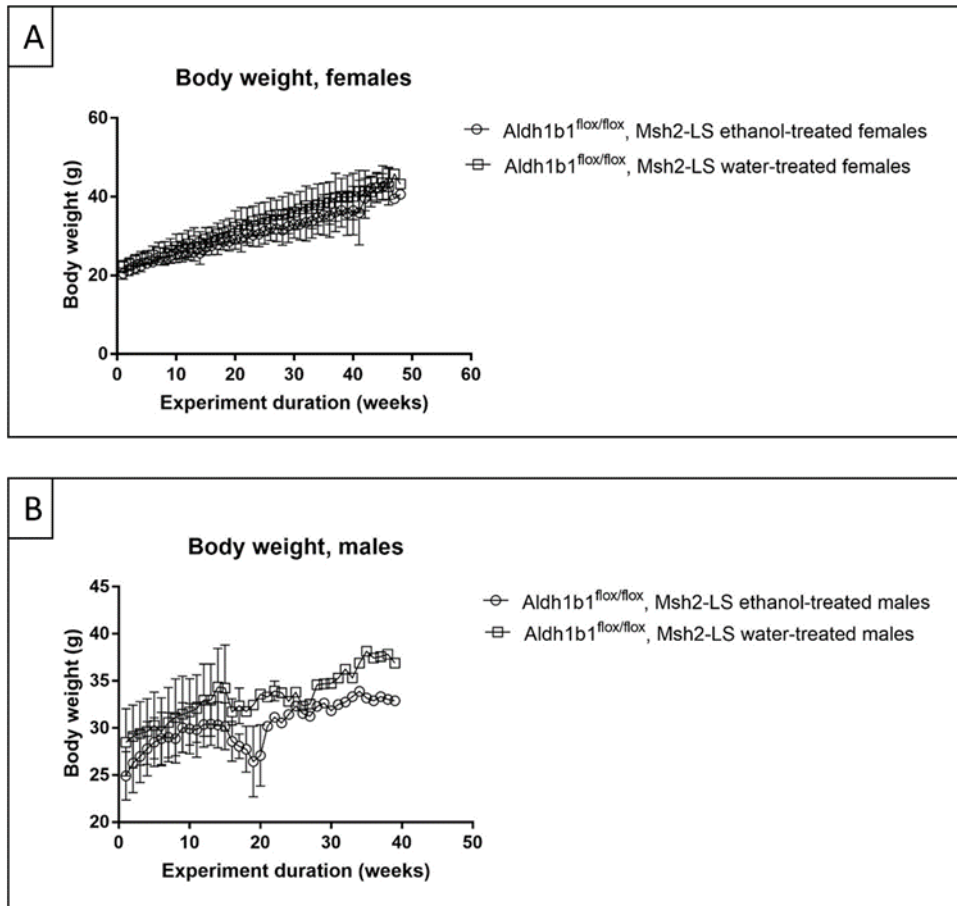 A
Body weight, females
60
40
20
0
Body weight (g)
0 10 20 30 40 50 60
Experiment duration (weeks)
Aldh1b1flox/flox, Msh2-LS ethanol-treated females
Aldh1b1flox/flox, Msh2-LS water-treated females
B
Body weight, males
45
40
35
30
25
20
Body weight (g)
0 10 20 30 40 50
Experiment duration (weeks)
Aldh1b1flox/flox, Msh2-LS ethanol-treated males
Aldh1b1flox/flox, Msh2-LS water-treated males